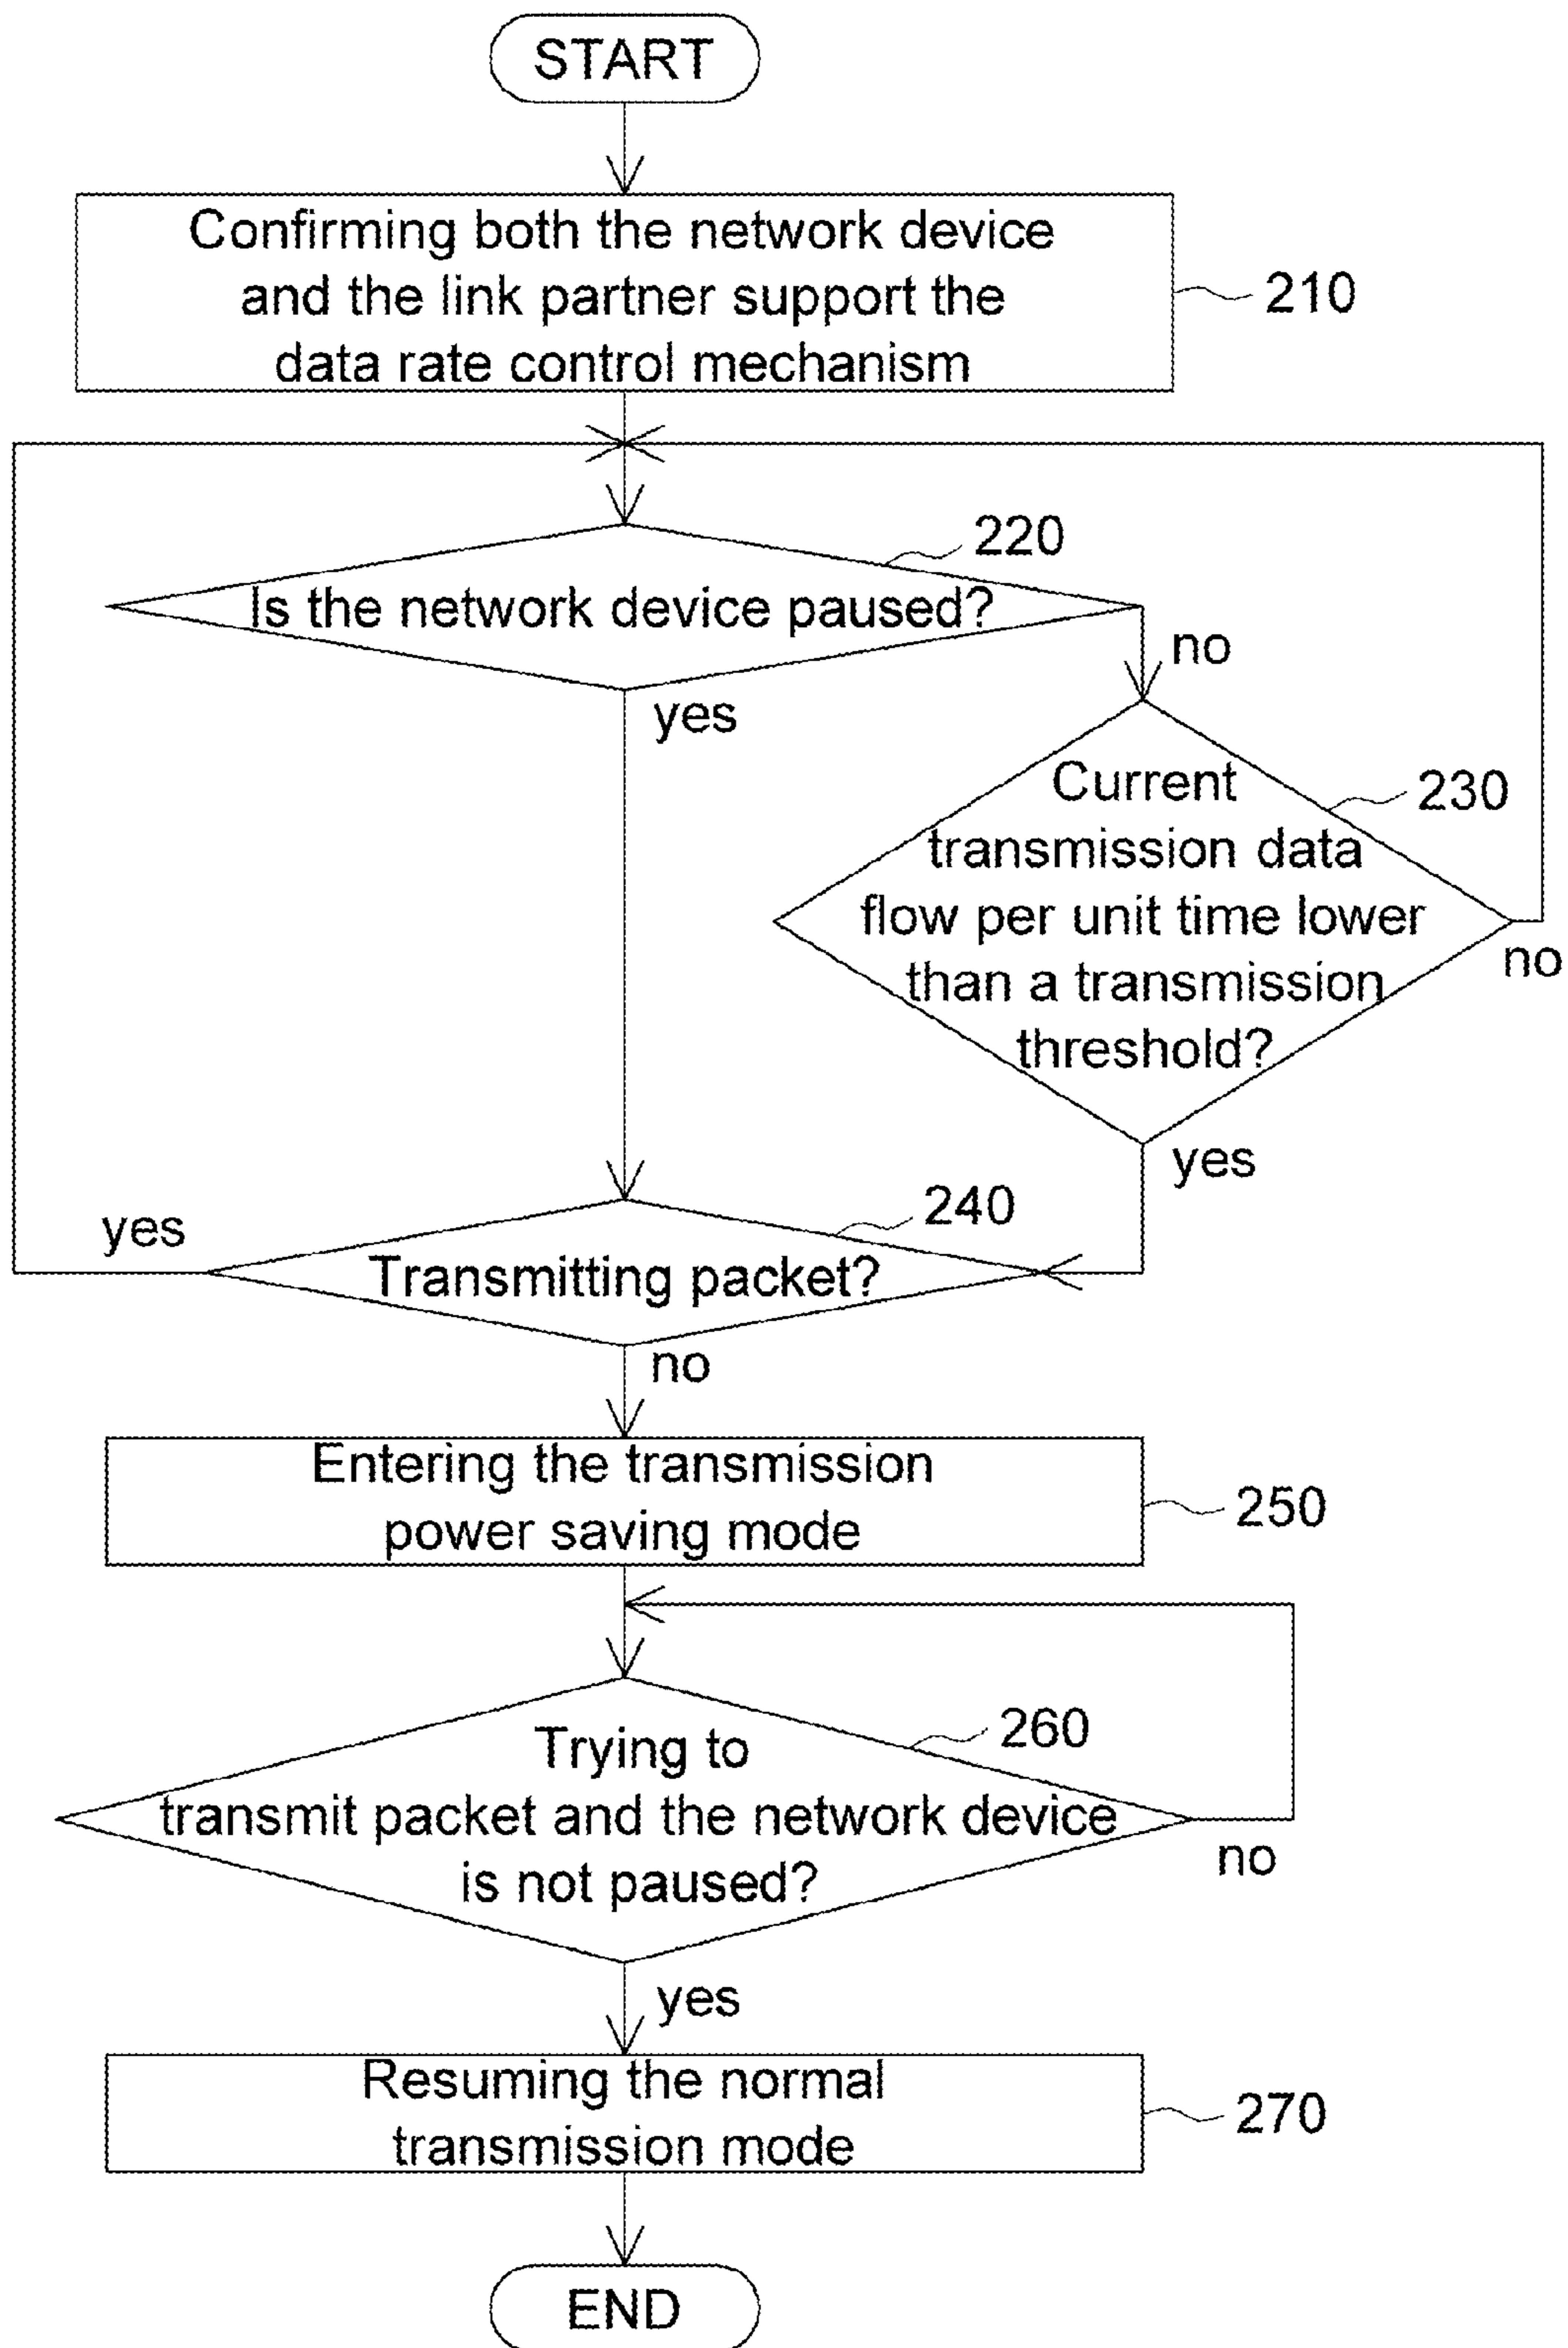 START
Confirming both the network device
and the link partner support the
data rate control mechanism
210
220
Is the network device paused?
no
yes
Current
transmission data
flow per unit time lower
than a transmission
threshold?
230
no
yes
240
yes
Transmitting packet?
no
Entering the transmission
power saving mode
250
260
Trying to
transmit packet and the network device
is not paused?
no
yes
Resuming the normal
transmission mode
270
END